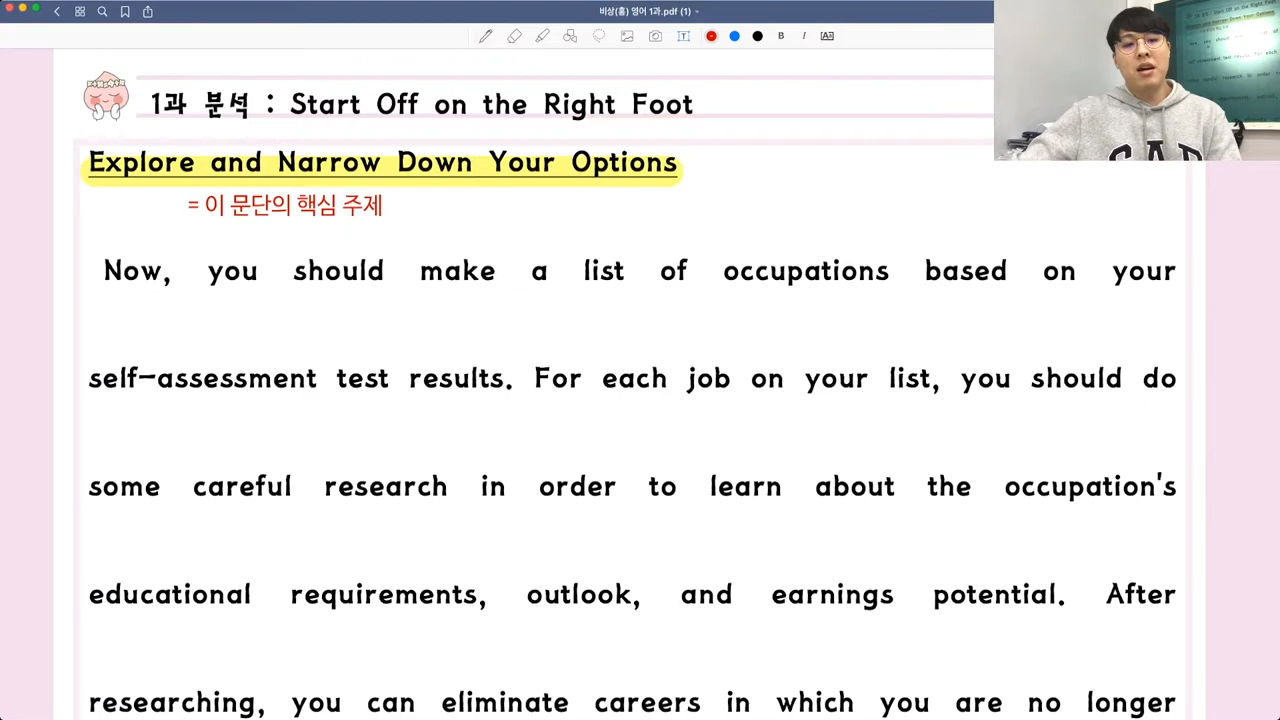 비상(홍) 영어 1과.pdf (1)
T
B
I
1과 분석 : Start Off on the Right Foot
Explore and Narrow Down Your Options
= 이 문단의 핵심 주제
Now, you should make a list of occupations based on your
self-assessment test results. For each job on your list, you should do
some careful research in order to learn about the occupation's
educational requirements, outlook, and earnings potential. After
researching, you can eliminate careers in which you are no longer